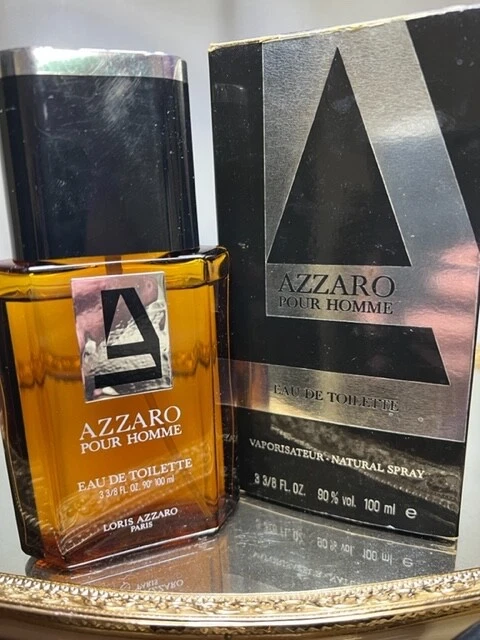 AZZARO
POUR HOMME
EAU DE TOILETTE
3 3/8 FL. OZ. 90° 100 ml
LORIS AZZARO
PARIS
AZZARO
POUR HOMME
EAU DE TOILETTE
VAPORISATEUR · NATURAL SPRAY
3 3/8 FL. OZ. 90 % vol. 100 ml e